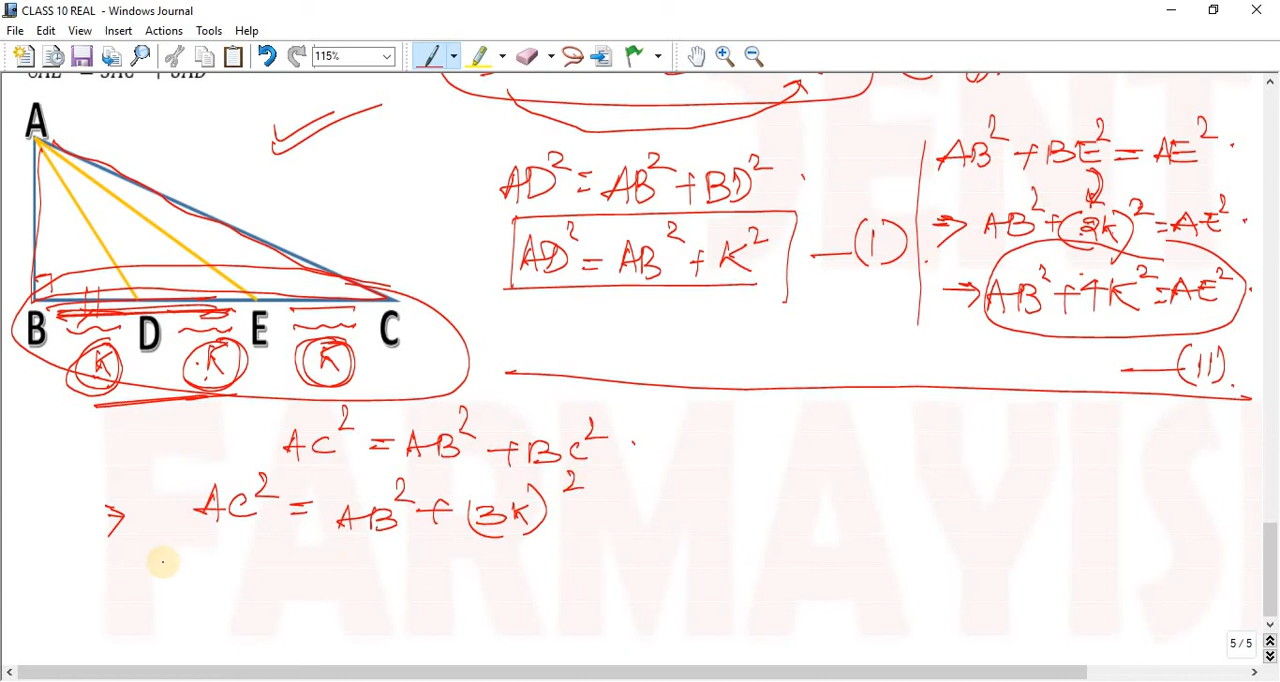 CLASS 10 REAL - Windows Journal
File Edit View Insert Actions Tools Help
115%
A
B D E C
K K K
AD² = AB² + BD²
AD² = AB² + K² —(I)
AB² + BE² = AE²
⇒ AB² + (2K)² = AE²
→ AB² + 4K² = AE²
—(II)
AC² = AB² + BC²
⇒ AC² = AB² + (3K)²
FARMAYIS
5 / 5